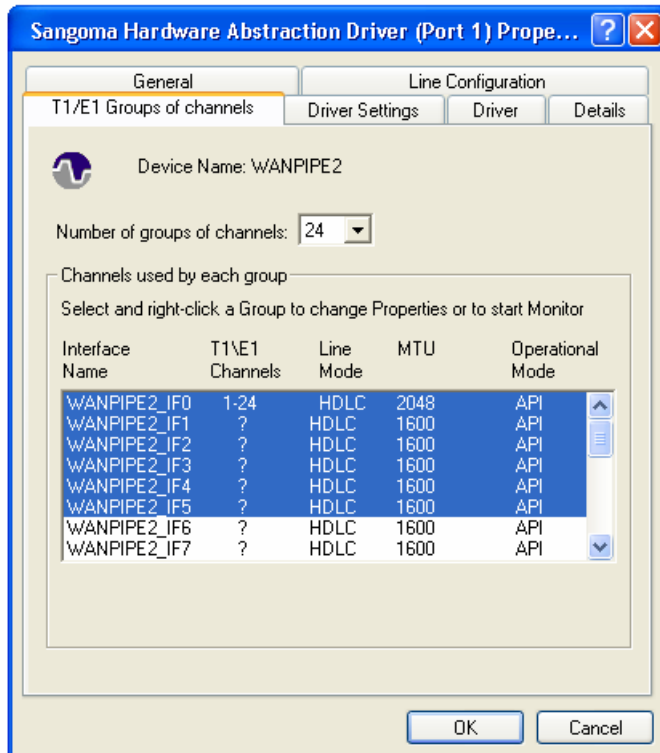 Sangoma Hardware Abstraction Driver (Port 1) Prope...
General Line Configuration
T1/E1 Groups of channels Driver Settings Driver Details
Device Name: WANPIPE2
Number of groups of channels: 24
Channels used by each group
Select and right-click a Group to change Properties or to start Monitor
Interface T1\E1 Line MTU Operational
Name Channels Mode Mode
WANPIPE2_IF0 1-24 HDLC 2048 API
WANPIPE2_IF1 ? HDLC 1600 API
WANPIPE2_IF2 ? HDLC 1600 API
WANPIPE2_IF3 ? HDLC 1600 API
WANPIPE2_IF4 ? HDLC 1600 API
WANPIPE2_IF5 ? HDLC 1600 API
WANPIPE2_IF6 ? HDLC 1600 API
WANPIPE2_IF7 ? HDLC 1600 API
OK Cancel